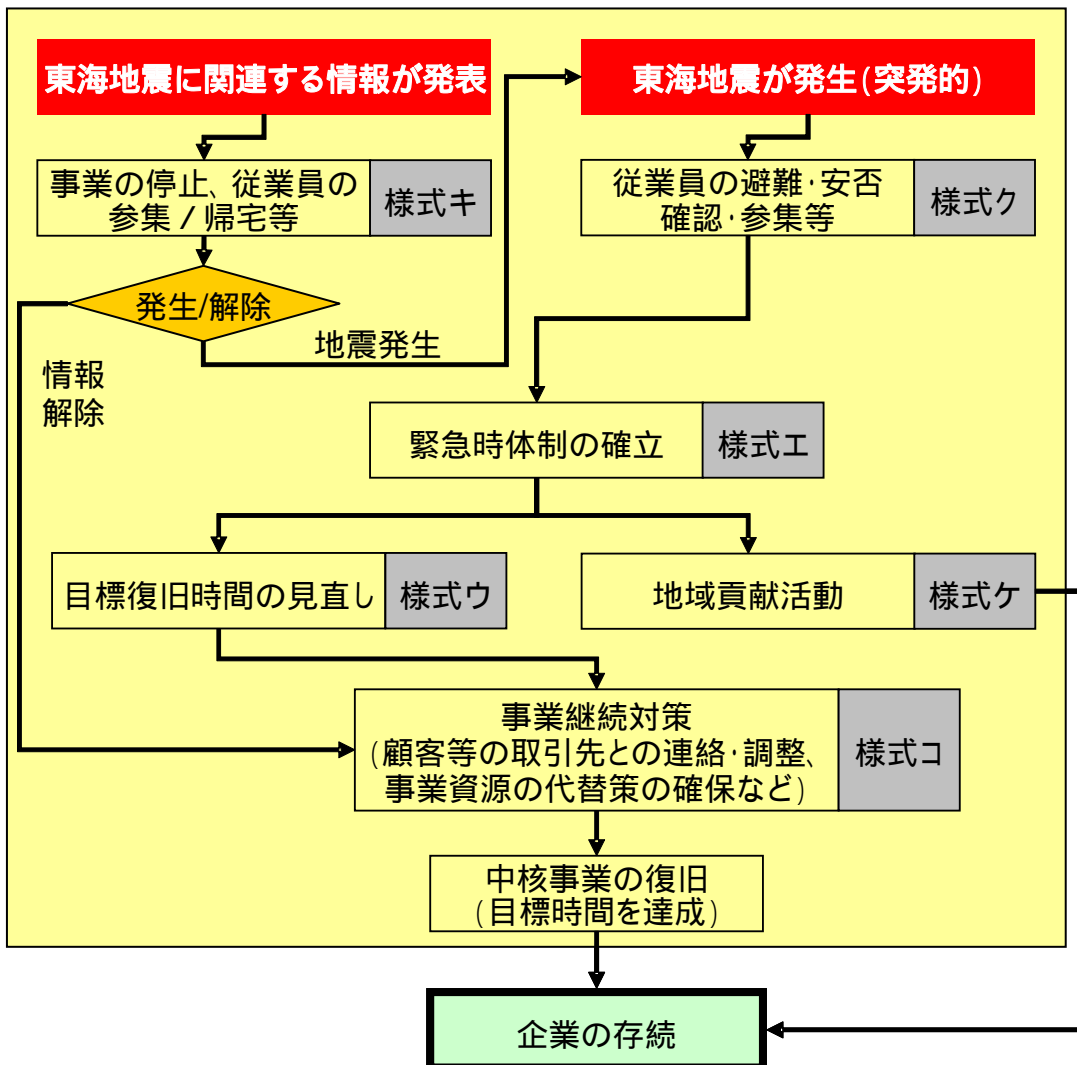 東海地震に関連する情報が発表
東海地震が発生(突発的)
事業の停止、従業員の
参集/帰宅等
様式キ
従業員の避難・安否
確認・参集等
様式ク
発生/解除
地震発生
情報
解除
緊急時体制の確立
様式エ
目標復旧時間の見直し
様式ウ
地域貢献活動
様式ケ
事業継続対策
(顧客等の取引先との連絡・調整、
事業資源の代替策の確保など)
様式コ
中核事業の復旧
(目標時間を達成)
企業の存続